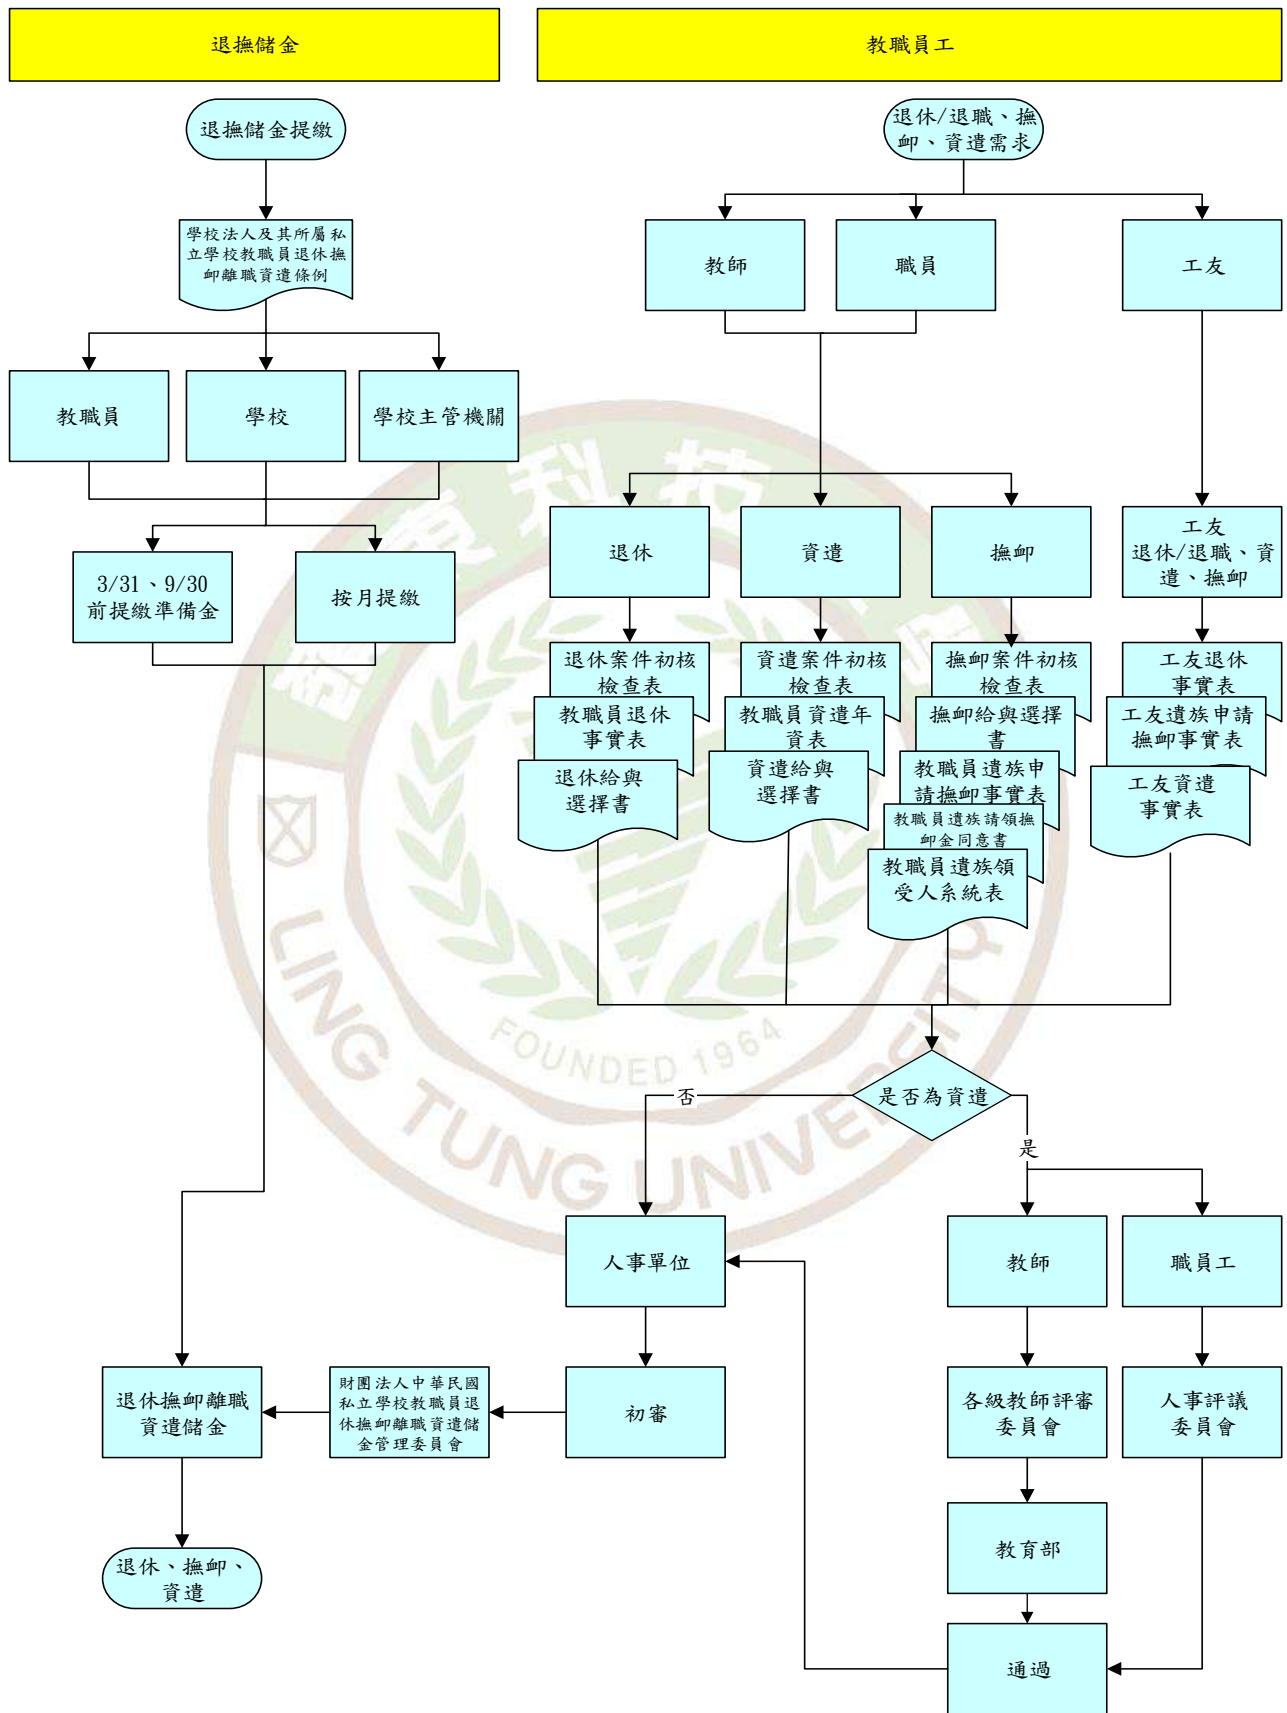 退撫儲金
教職員工
退撫儲金提繳
退休/退職、撫
卹、資遣需求
學校法人及其所屬私
立學校教職員退休撫
卹離職資遣條例
教師
職員
工友
教職員
學校
學校主管機關
3/31、9/30
前提繳準備金
按月提繳
退休
資遣
撫卹
工友
退休/退職、資
遣、撫卹
退休案件初核
檢查表
教職員退休
事實表
退休給與
選擇書
資遣案件初核
檢查表
教職員資遣年
資表
資遣給與
選擇書
撫卹案件初核
檢查表
撫卹給與選擇
書
教職員遺族申
請撫卹事實表
教職員遺族請領撫
卹金同意書
教職員遺族領
受人系統表
工友退休
事實表
工友遺族申請
撫卹事實表
工友資遣
事實表
是否為資遣
否
是
人事單位
教師
職員工
退休撫卹離職
資遣儲金
財團法人中華民國
私立學校教職員退
休撫卹離職資遣儲
金管理委員會
初審
各級教師評審
委員會
人事評議
委員會
教育部
退休、撫卹、
資遣
通過
FOUNDED 1964
LING TUNG UNIVERSITY